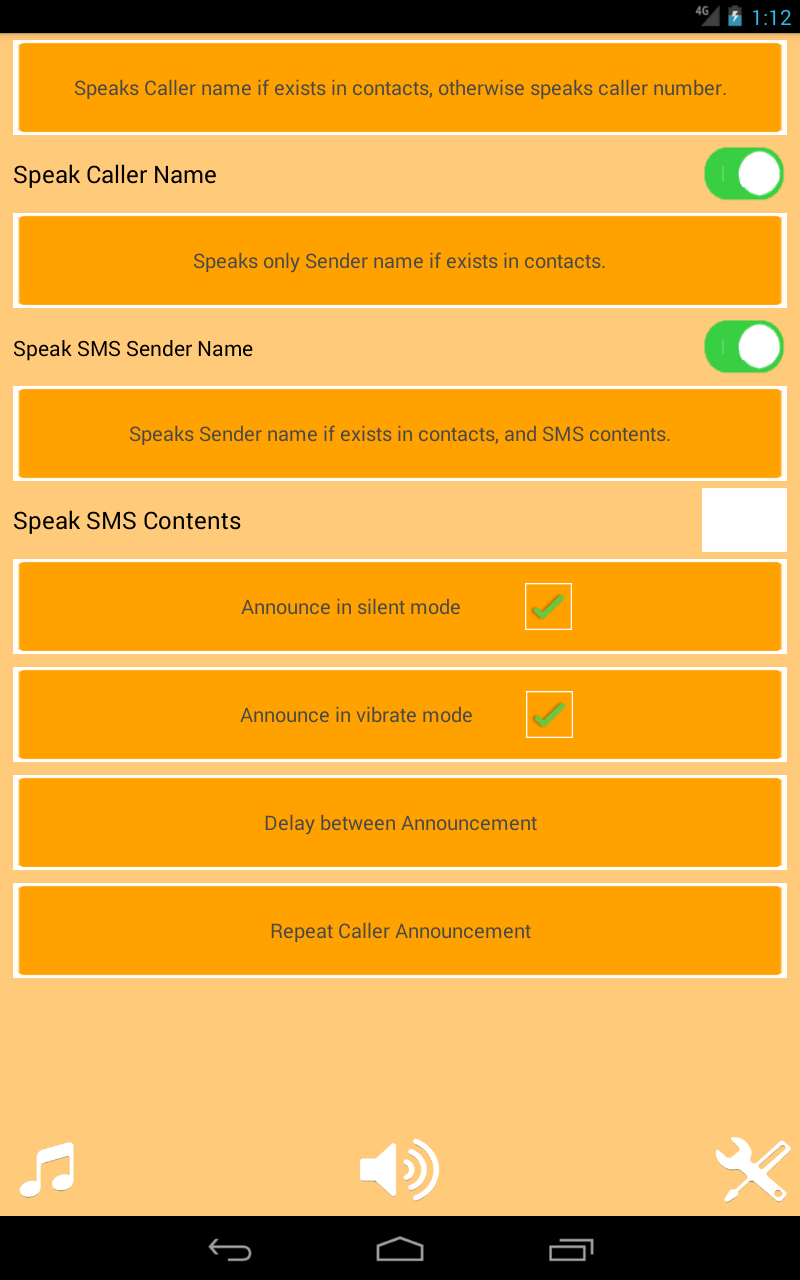 4G 1:12
Speaks Caller name if exists in contacts, otherwise speaks caller number.
Speak Caller Name
Speaks only Sender name if exists in contacts.
Speak SMS Sender Name
Speaks Sender name if exists in contacts, and SMS contents.
Speak SMS Contents
Announce in silent mode
Announce in vibrate mode
Delay between Announcement
Repeat Caller Announcement